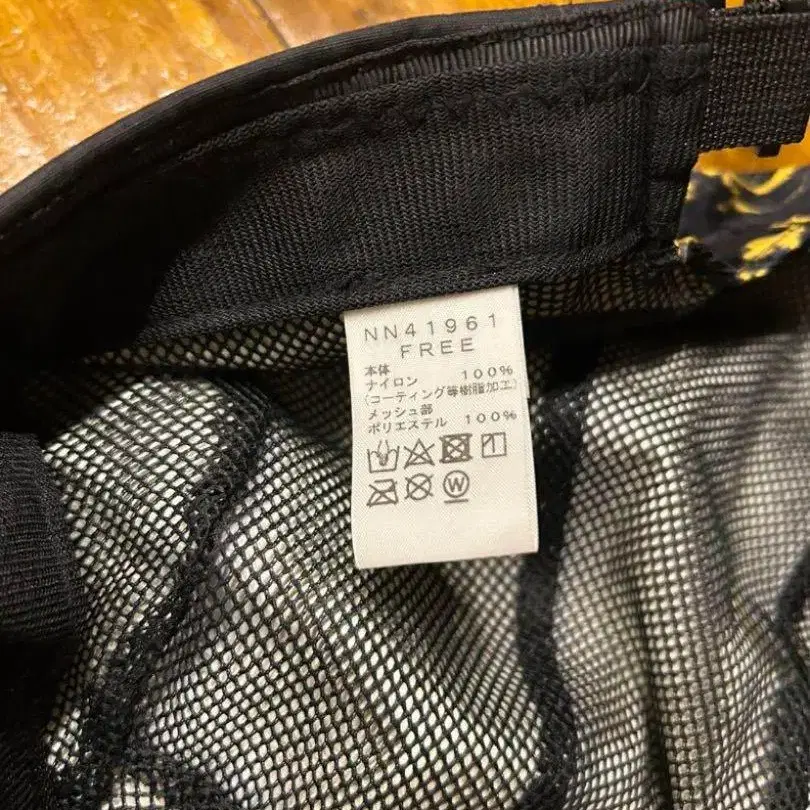 NN41961
FREE
本体
ナイロン 100%
(コーティング等樹脂加工)
メッシュ部
ポリエステル 100%
W